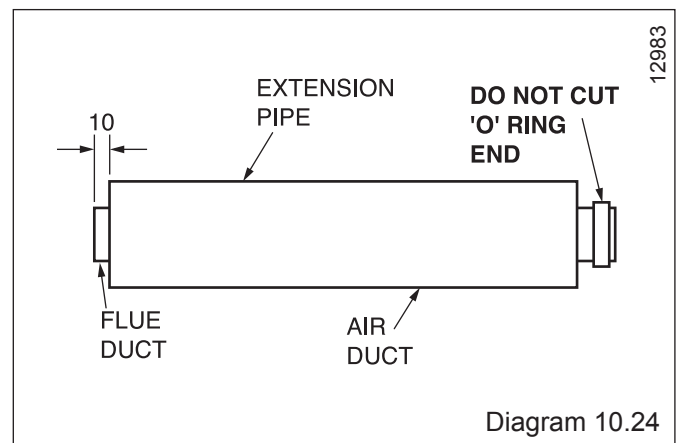 12983
EXTENSION
PIPE
DO NOT CUT
'O' RING
END
10
FLUE
DUCT
AIR
DUCT
Diagram 10.24